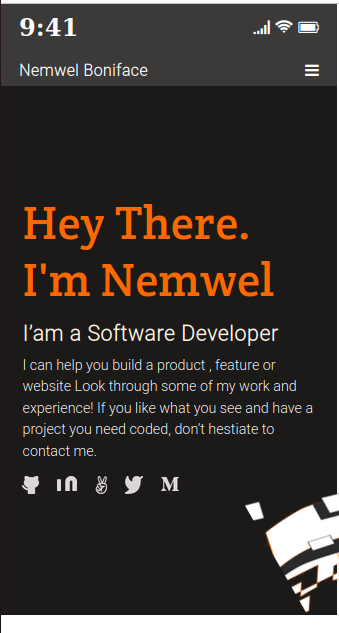 9:41
Nemwel Boniface
Hey There.
I'm Nemwel
I’am a Software Developer
I can help you build a product , feature or
website Look through some of my work and
experience! If you like what you see and have a
project you need coded, don’t hestiate to
contact me.